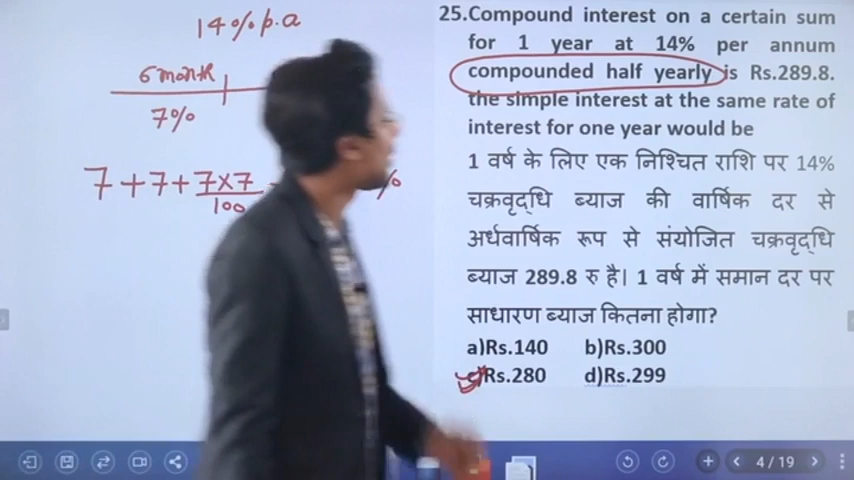 14% p.a
6 month
7%
7+7+7×7
100
%
25.Compound interest on a certain sum
for 1 year at 14% per annum
compounded half yearly is Rs.289.8.
the simple interest at the same rate of
interest for one year would be
1 वर्ष के लिए एक निश्चित राशि पर 14%
चक्रवृद्धि ब्याज की वार्षिक दर से
अर्धवार्षिक रूप से संयोजित चक्रवृद्धि
ब्याज 289.8 रु है। 1 वर्ष में समान दर पर
साधारण ब्याज कितना होगा?
a)Rs.140 b)Rs.300
c)Rs.280 d)Rs.299
4 / 19